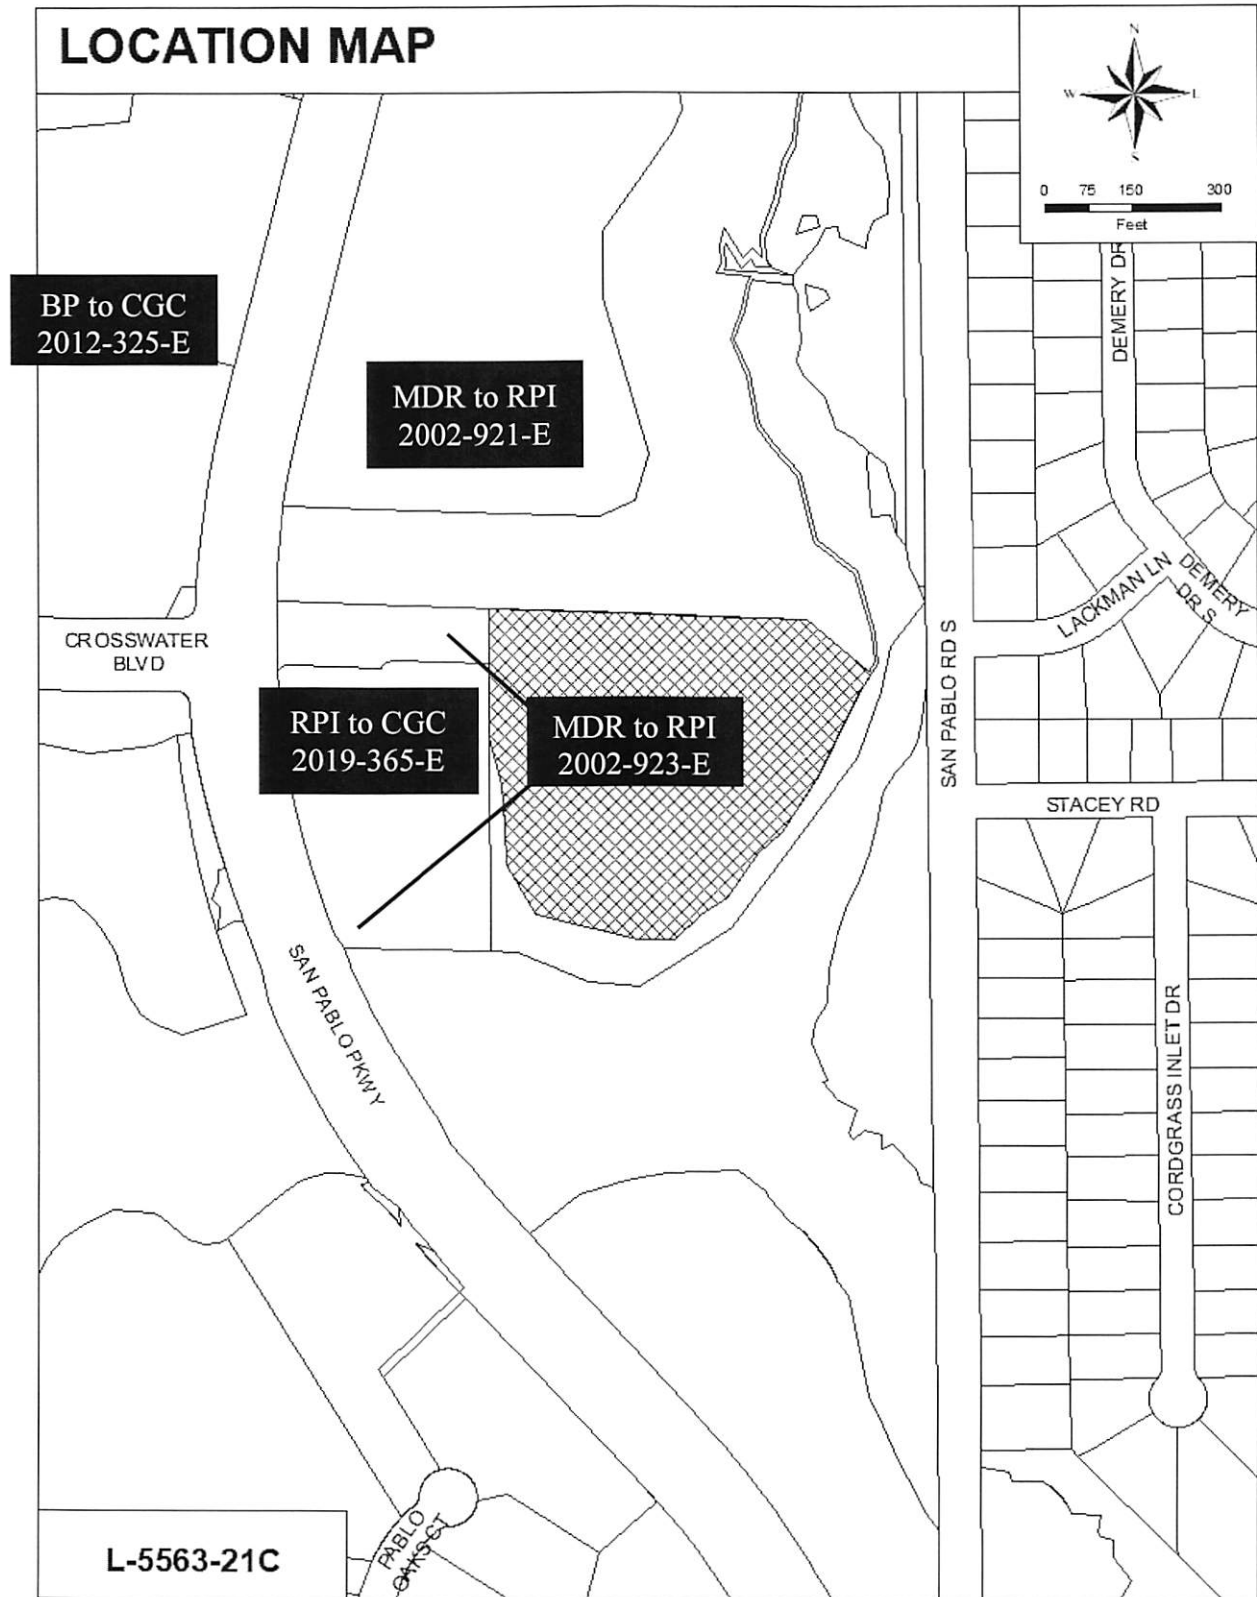 LOCATION MAP
N
W
S
0 75 150 300
Feet
BP to CGC
2012-325-E
MDR to RPI
2002-921-E
DEMERY DR
LACKMAN LN
DEMERY
DR S
CROSSWATER
BLVD
SAN PABLO RD S
RPI to CGC
2019-365-E
MDR to RPI
2002-923-E
STACEY RD
SAN PABLO PKWY
CORDGRASS INLET DR
PABLO
OAKS CT
L-5563-21C